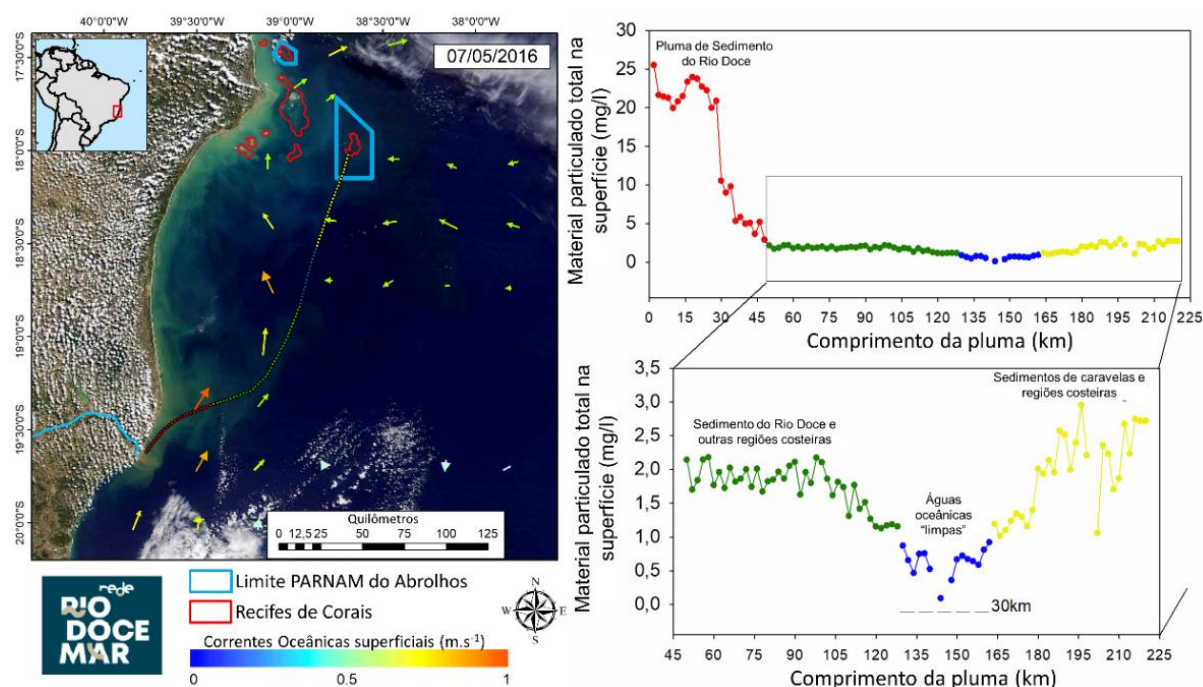 40°0'0"W 39°30'0"W 39°0'0"W 38°30'0"W 38°0'0"W
17°30'0"S
18°0'0"S
18°30'0"S
19°0'0"S
19°30'0"S
20°0'0"S
07/05/2016
Quilômetros
0 12,5 25 50 75 100 125
rede
RIO
DOCE
MAR
Limite PARNAM do Abrolhos
Recifes de Corais
N
W E
S
Correntes Oceânicas superficiais (m.s⁻¹)
0 0.5 1
Material particulado total na
superfície (mg/l)
30
25
20
15
10
5
0
Pluma de Sedimento
do Rio Doce
0 15 30 45 60 75 90 105 120 135 150 165 180 195 210 225
Comprimento da pluma (km)
Material particulado total na
superfície (mg/l)
3,5
3,0
2,5
2,0
1,5
1,0
0,5
0,0
Sedimento do Rio Doce e
outras regiões costeiras
Águas
oceânicas
“limpas”
Sedimentos de caravelas e
regiões costeiras
30km
45 60 75 90 105 120 135 150 165 180 195 210 225
Comprimento da pluma (km)